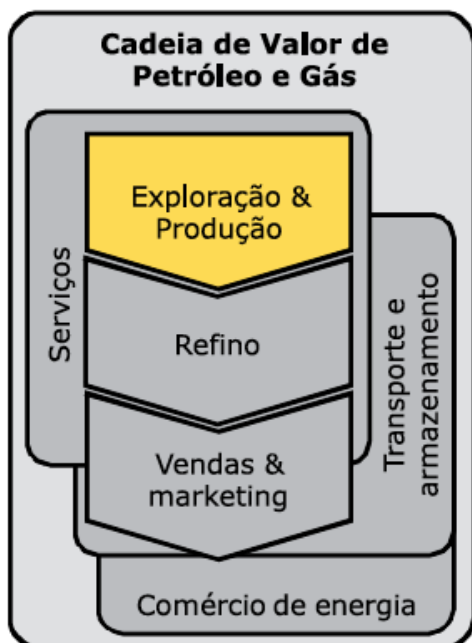 Cadeia de Valor de
Petróleo e Gás
Exploração &
Produção
Serviços
Refino
Transporte e
armazenamento
Vendas &
marketing
Comércio de energia